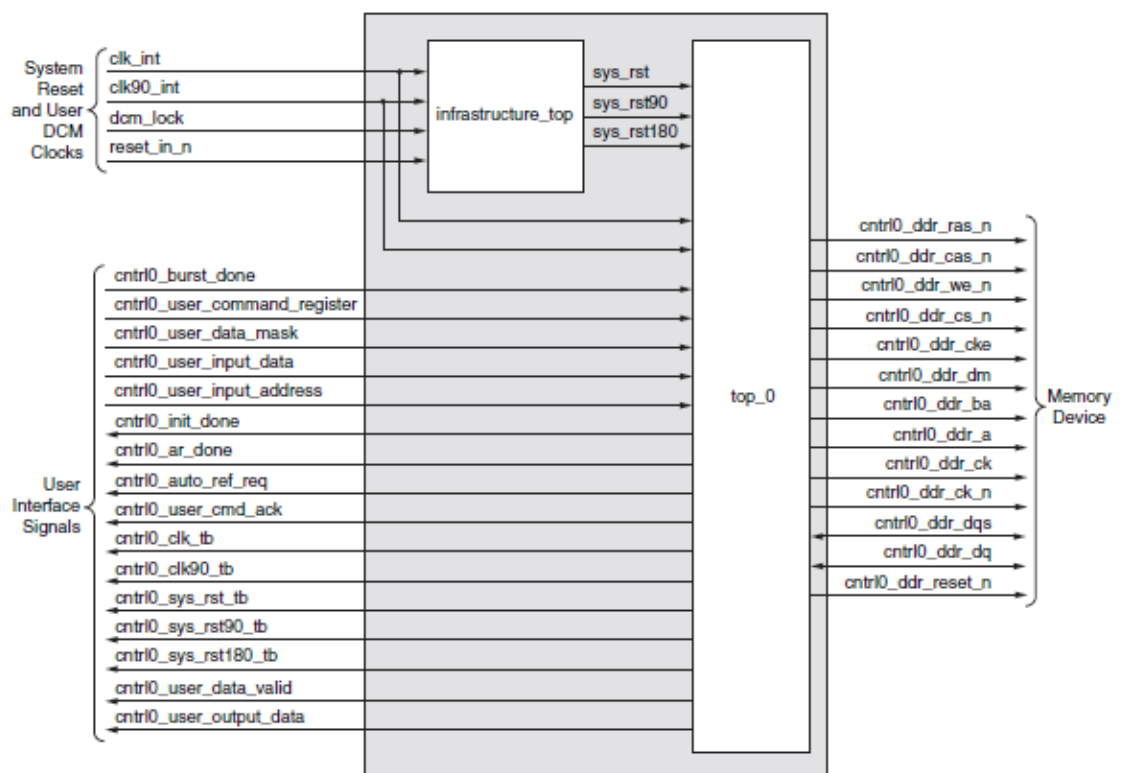 System
Reset
and User
DCM
Clocks
clk_int
clk90_int
dcm_lock
reset_in_n
infrastructure_top
sys_rst
sys_rst90
sys_rst180
User
Interface
Signals
cntrl0_burst_done
cntrl0_user_command_register
cntrl0_user_data_mask
cntrl0_user_input_data
cntrl0_user_input_address
cntrl0_init_done
cntrl0_ar_done
cntrl0_auto_ref_req
cntrl0_user_cmd_ack
cntrl0_clk_tb
cntrl0_clk90_tb
cntrl0_sys_rst_tb
cntrl0_sys_rst90_tb
cntrl0_sys_rst180_tb
cntrl0_user_data_valid
cntrl0_user_output_data
top_0
cntrl0_ddr_ras_n
cntrl0_ddr_cas_n
cntrl0_ddr_we_n
cntrl0_ddr_cs_n
cntrl0_ddr_cke
cntrl0_ddr_dm
cntrl0_ddr_ba
cntrl0_ddr_a
cntrl0_ddr_ck
cntrl0_ddr_ck_n
cntrl0_ddr_dqs
cntrl0_ddr_dq
cntrl0_ddr_reset_n
Memory
Device